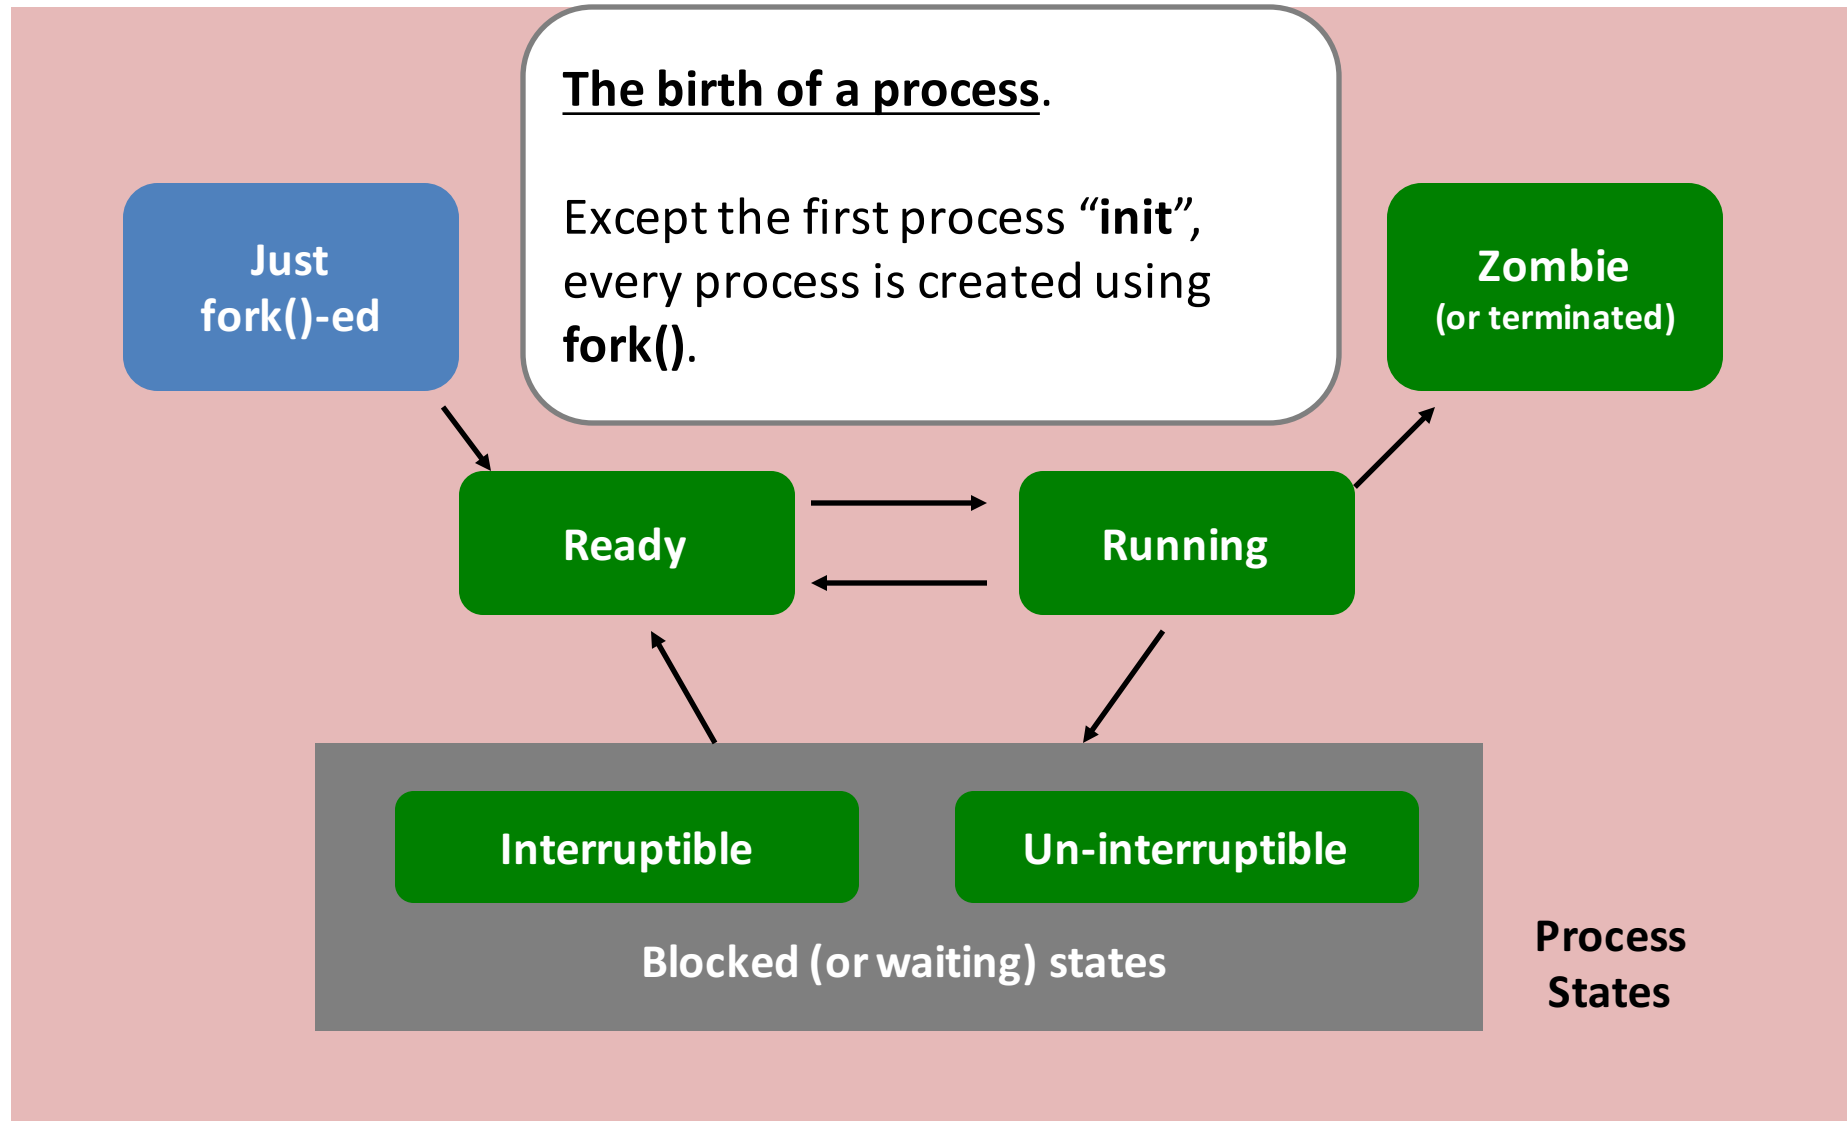 The birth of a process.
Except the first process “init”,
every process is created using
fork().
Just
fork()-ed
Zombie
(or terminated)
Ready
Running
Interruptible
Un-interruptible
Blocked (or waiting) states
Process
States